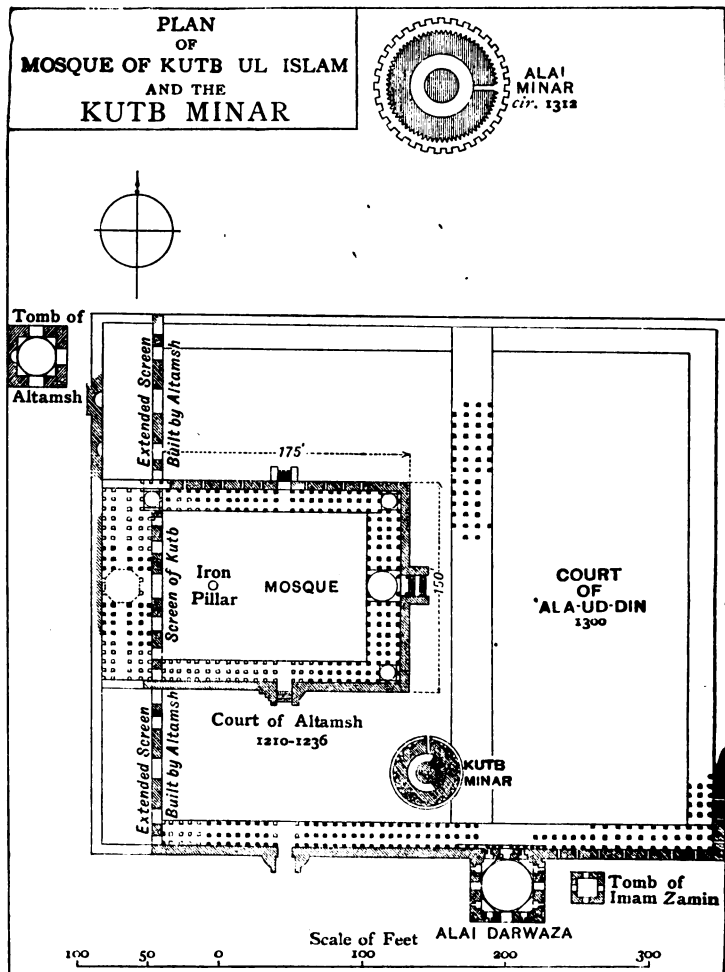 PLAN
OF
MOSQUE OF KUTB UL ISLAM
AND THE
KUTB MINAR
ALAI
MINAR
cir. 1312
Tomb of
Altamsh
Extended Screen
Built by Altamsh
175'
150
Screen of Kutb
Iron
Pillar
MOSQUE
COURT
OF
'ALA-UD-DIN
1300
Court of Altamsh
1210-1236
Extended Screen
Built by Altamsh
KUTB
MINAR
Tomb of
Imam Zamin
ALAI DARWAZA
Scale of Feet
100 50 0 100 200 300